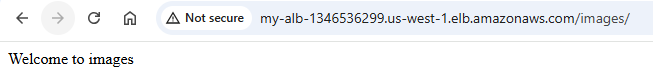 Not secure my-alb-1346536299.us-west-1.elb.amazonaws.com/images/
Welcome to images